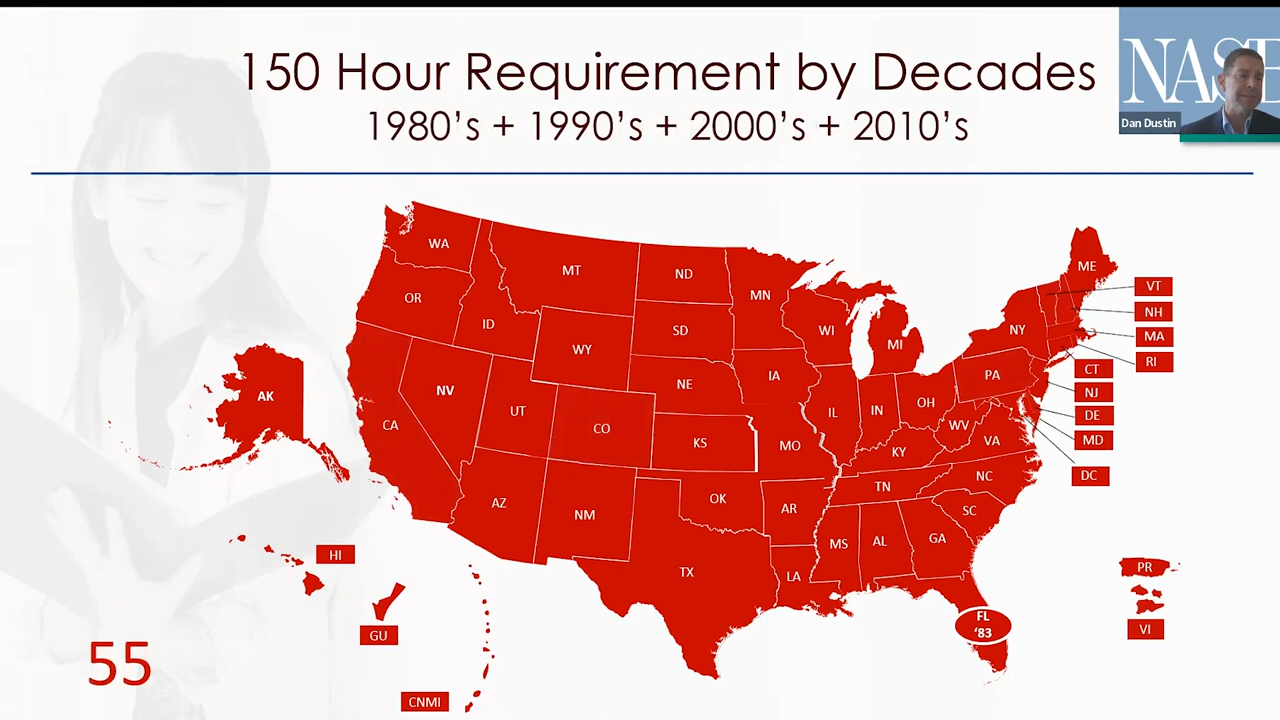 150 Hour Requirement by Decades
1980's + 1990's + 2000's + 2010's
NASB
Dan Dustin
WA
MT
ND
MN
ME
VT
NH
MA
RI
CT
NJ
DE
MD
DC
OR
ID
WY
SD
WI
MI
NY
NV
UT
CO
NE
IA
IL
IN
OH
PA
AK
CA
KS
MO
KY
WV
VA
AZ
NM
OK
AR
TN
NC
SC
TX
LA
MS
AL
GA
FL
'83
HI
GU
CNMI
PR
VI
55